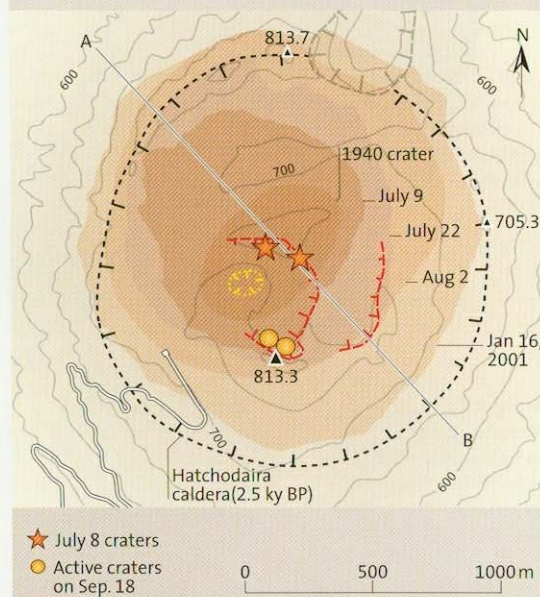 A
813.7
N
600
600
1940 crater
700
July 9
705.3
July 22
Aug 2
Jan 16,
2001
813.3
B
700
600
Hatchodaira
caldera(2.5 ky BP)
July 8 craters
Active craters
on Sep. 18
0
500
1000m